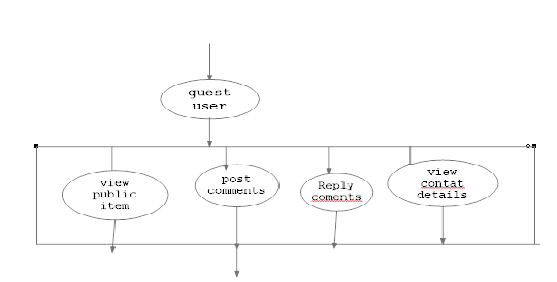 guest
user
view
public
item
post
comments
Reply
coments
view
contat
details